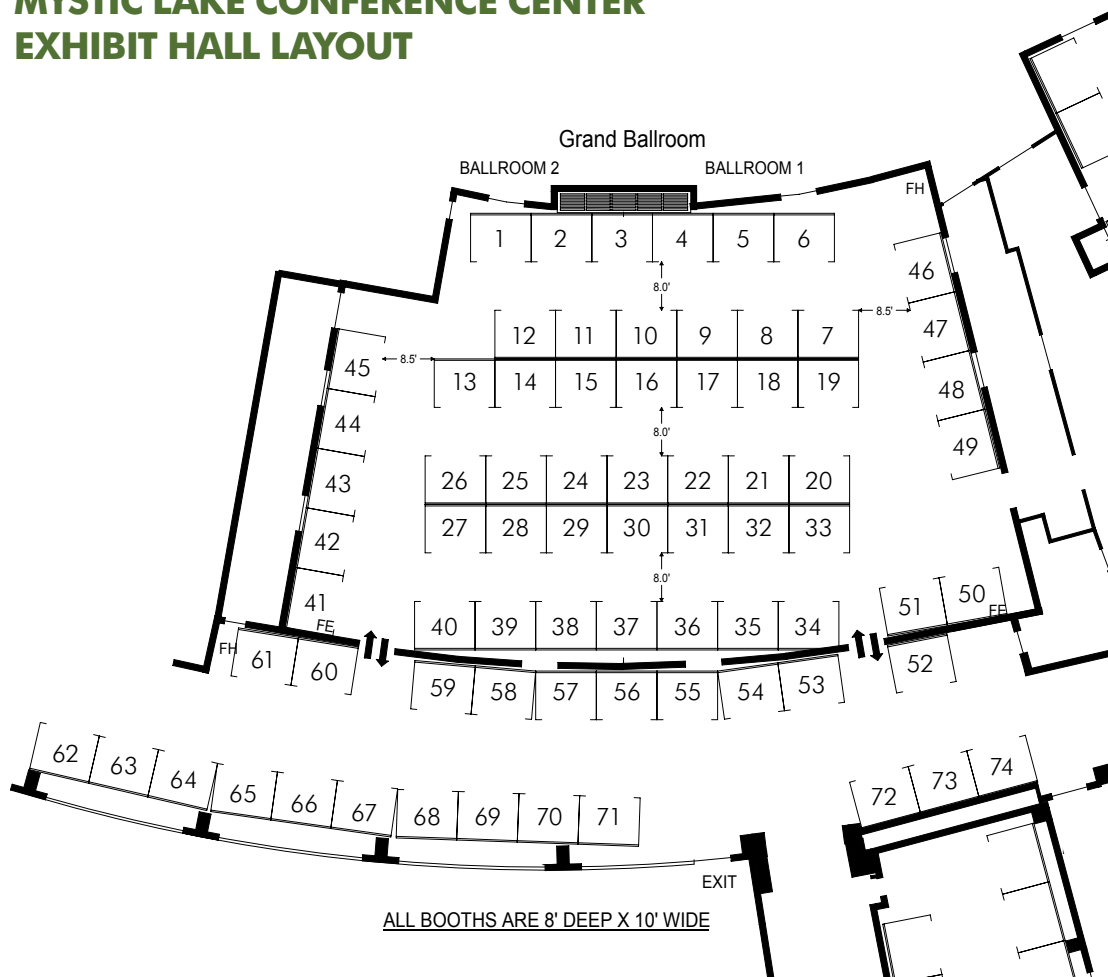 MYSTIC LAKE CONFERENCE CENTER
EXHIBIT HALL LAYOUT
Grand Ballroom
BALLROOM 2
BALLROOM 1
FH
1 2 3 4 5 6
8.0'
46
8.5'
12 11 10 9 8 7
47
45
8.5'
13 14 15 16 17 18 19
48
44
8.0'
49
43
26 25 24 23 22 21 20
27 28 29 30 31 32 33
42
8.0'
41
FE
40 39 38 37 36 35 34
51 50
FE
FH
61 60
59 58 57 56 55 54 53
52
62 63 64 65 66 67 68 69 70 71
72 73 74
EXIT
ALL BOOTHS ARE 8' DEEP X 10' WIDE